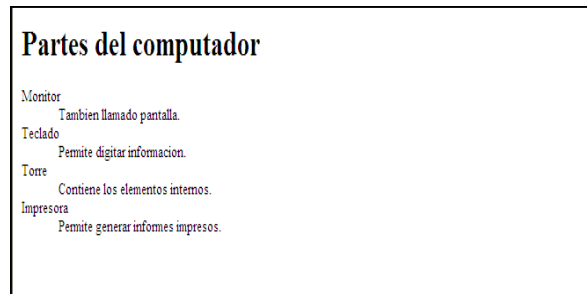 Partes del computador
Monitor
Tambien llamado pantalla.
Teclado
Permite digitar informacion.
Torre
Contiene los elementos internos.
Impresora
Permite generar informes impresos.